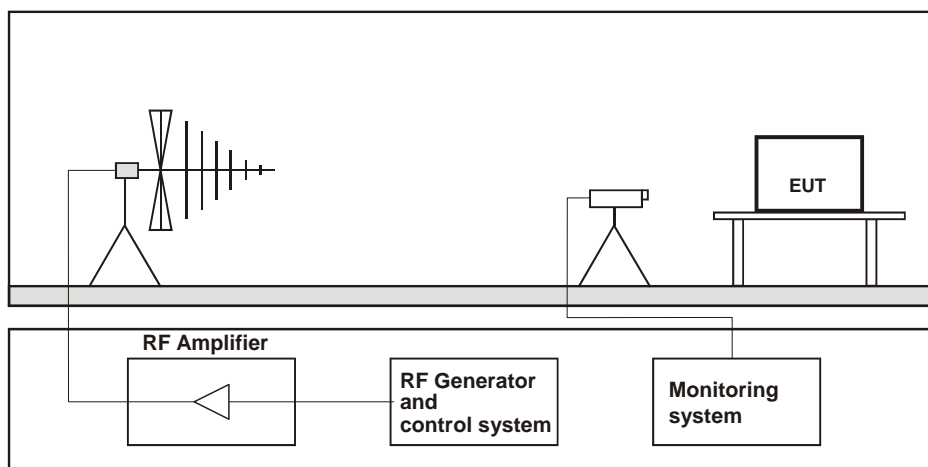 EUT
RF Amplifier
RF Generator
and
control system
Monitoring
system